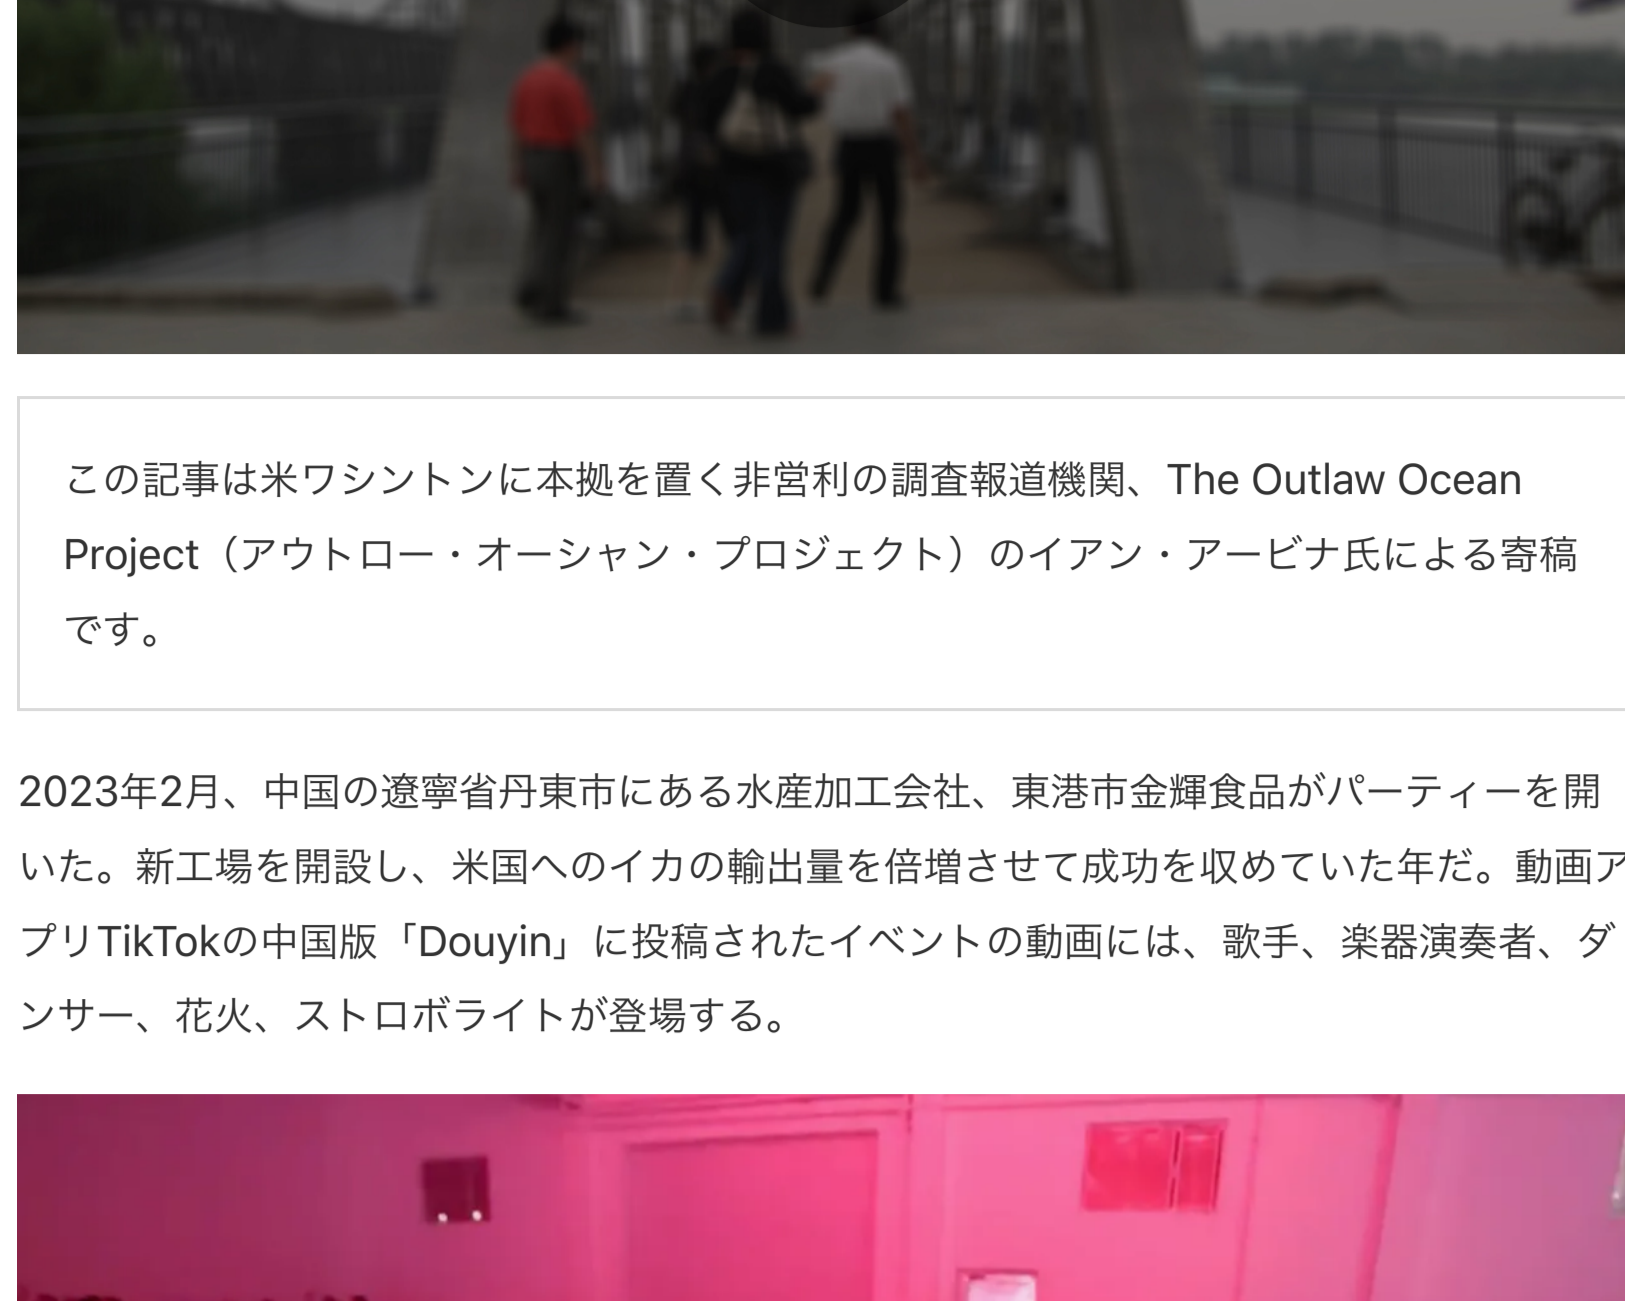 この記事は米ワシントンに本拠を置く非営利の調査報道機関、The Outlaw Ocean
Project（アウトロー・オーシャン・プロジェクト）のイアン・アービナ氏による寄稿
です。
2023年2月、中国の遼寧省丹東市にある水産加工会社、東港市金輝食品がパーティーを開
いた。新工場を開設し、米国へのイカの輸出量を倍増させて成功を収めていた年だ。動画ア
プリTikTokの中国版「Douyin」に投稿されたイベントの動画には、歌手、楽器演奏者、ダ
ンサー、花火、ストロボライトが登場する。